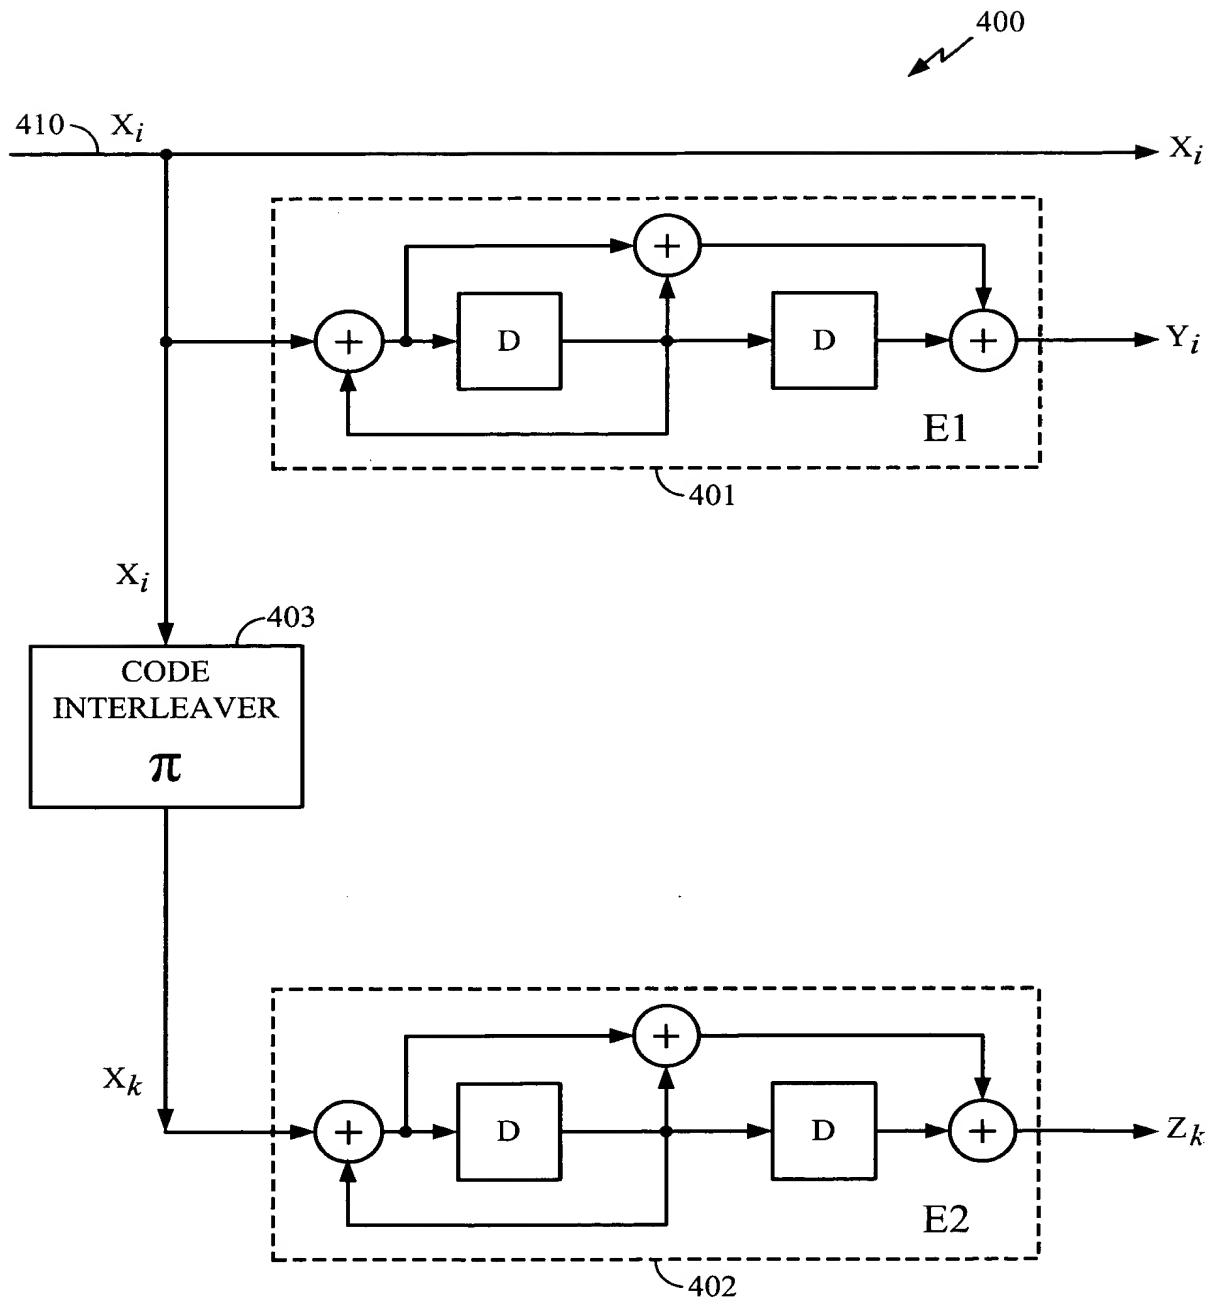 400
410
Xi
Xi
+
+
D
D
+
Yi
E1
401
Xi
403
CODE
INTERLEAVER
π
Xk
+
+
D
D
+
Zk
E2
402